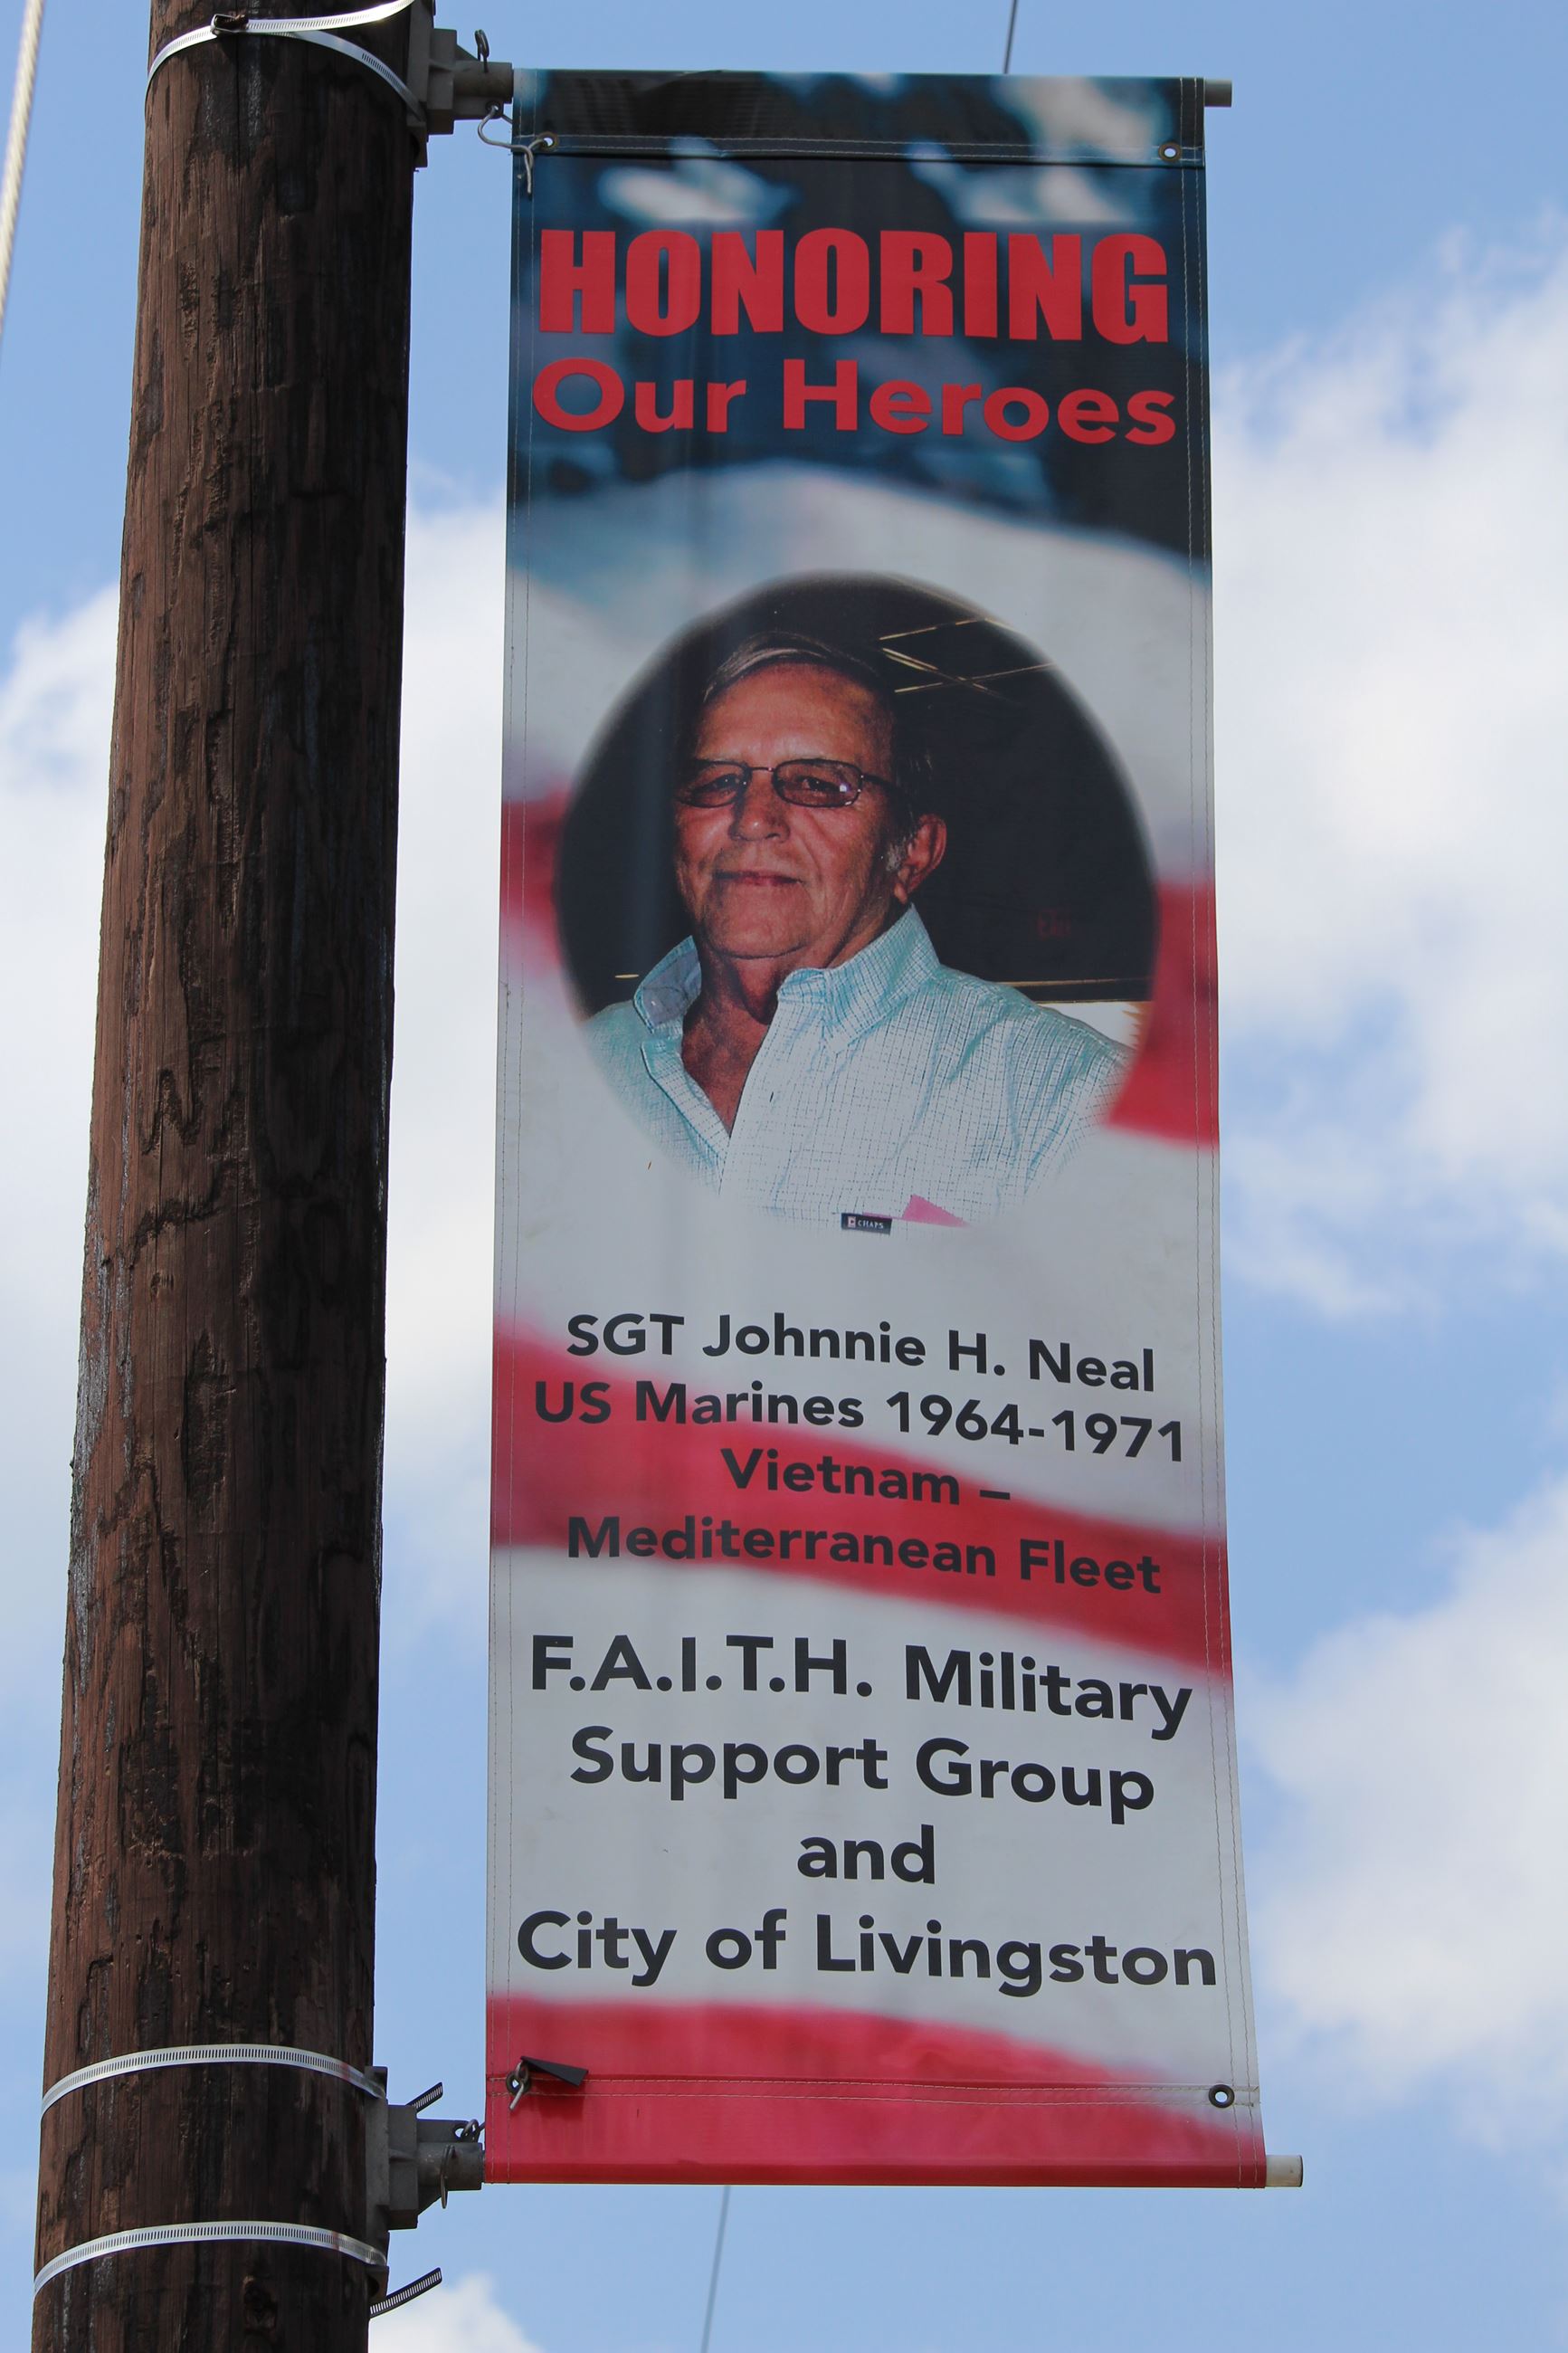 HONORING
Our Heroes
CHAPS
SGT Johnnie H. Neal
US Marines 1964-1971
Vietnam –
Mediterranean Fleet
F.A.I.T.H. Military
Support Group
and
City of Livingston